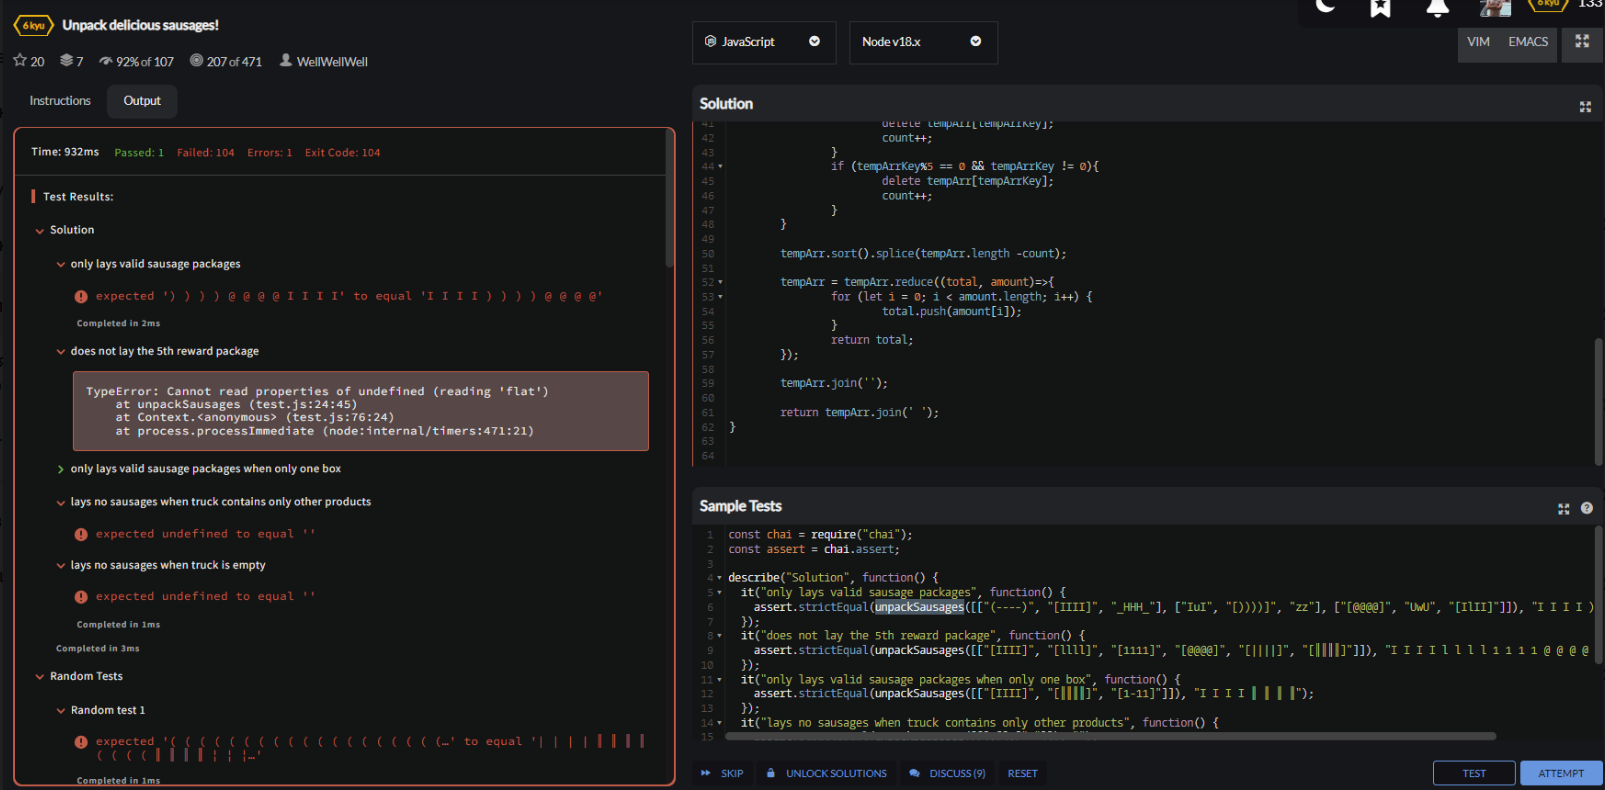 6 kyu Unpack delicious sausages!
20 7 92% of 107 207 of 471 WellWellWell
Instructions Output
Time: 932ms Passed: 1 Failed: 104 Errors: 1 Exit Code: 104
Test Results:
Solution
only lays valid sausage packages
expected ') ) ) ) @ @ @ @ I I I I' to equal 'I I I I ) ) ) ) @ @ @ @'
Completed in 2ms
does not lay the 5th reward package
TypeError: Cannot read properties of undefined (reading 'flat')
at unpackSausages (test.js:24:45)
at Context.<anonymous> (test.js:76:24)
at process.processImmediate (node:internal/timers:471:21)
only lays valid sausage packages when only one box
lays no sausages when truck contains only other products
expected undefined to equal ''
lays no sausages when truck is empty
expected undefined to equal ''
Completed in 1ms
Completed in 3ms
Random Tests
Random test 1
expected '( ( ( ( ( ( ( ( ( ( ( ( ( ( ( ( ( ( (…' to equal '| | | | ║ ║ ║ ║
( ( ( ( ║ ║ ║ ║ ¦ ¦ ¦…'
Completed in 1ms
JavaScript
Node v18.x
6 kyu 133
VIM EMACS
Solution
41 delete tempArr[tempArrKey];
42 count++;
43 }
44 if (tempArrKey%5 == 0 && tempArrKey != 0){
45 delete tempArr[tempArrKey];
46 count++;
47 }
48 }
49
50 tempArr.sort().splice(tempArr.length -count);
51
52 tempArr = tempArr.reduce((total, amount)=>{
53 for (let i = 0; i < amount.length; i++) {
54 total.push(amount[i]);
55 }
56 return total;
57 });
58
59 tempArr.join('');
60
61 return tempArr.join(' ');
62 }
63
64
Sample Tests
1 const chai = require("chai");
2 const assert = chai.assert;
3
4 describe("Solution", function() {
5 it("only lays valid sausage packages", function() {
6 assert.strictEqual(unpackSausages([["(----)", "[IIII]", "_HHH_"], ["IuI", "[))))]", "zz"], ["[@@@@]", "UwU", "[IlII]"]]), "I I I I )
7 });
8 it("does not lay the 5th reward package", function() {
9 assert.strictEqual(unpackSausages([["[IIII]", "[llll]", "[1111]", "[@@@@]", "[||||]", "[║║║║]"]]), "I I I I l l l l 1 1 1 1 @ @ @ @
10 });
11 it("only lays valid sausage packages when only one box", function() {
12 assert.strictEqual(unpackSausages([["[IIII]", "[║║║║]", "[1-11]"]]), "I I I I ║ ║ ║ ║");
13 });
14 it("lays no sausages when truck contains only other products", function() {
15
SKIP UNLOCK SOLUTIONS DISCUSS (9) RESET
TEST ATTEMPT